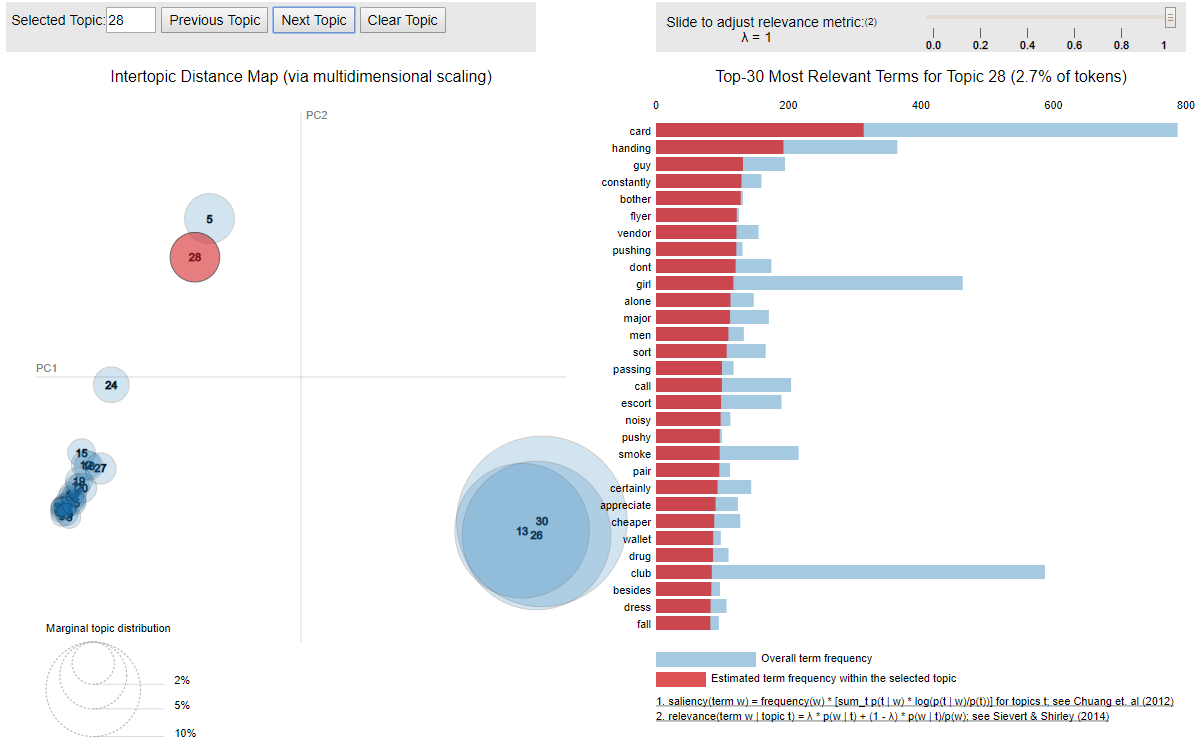 Selected Topic: 28 Previous Topic Next Topic Clear Topic
Slide to adjust relevance metric:(2)
λ = 1
0.0 0.2 0.4 0.6 0.8 1
Intertopic Distance Map (via multidimensional scaling)
PC2
PC1
5
28
24
15
27
20
30
13 26
Marginal topic distribution
2%
5%
10%
Top-30 Most Relevant Terms for Topic 28 (2.7% of tokens)
0 200 400 600 800
card
handing
guy
constantly
bother
flyer
vendor
pushing
dont
girl
alone
major
men
sort
passing
call
escort
noisy
pushy
smoke
pair
certainly
appreciate
cheaper
wallet
drug
club
besides
dress
fall
Overall term frequency
Estimated term frequency within the selected topic
1. saliency(term w) = frequency(w) * [sum_t p(t | w) * log(p(t | w)/p(t))] for topics t; see Chuang et. al (2012)
2. relevance(term w | topic t) = λ * p(w | t) + (1 - λ) * p(w | t)/p(w); see Sievert & Shirley (2014)